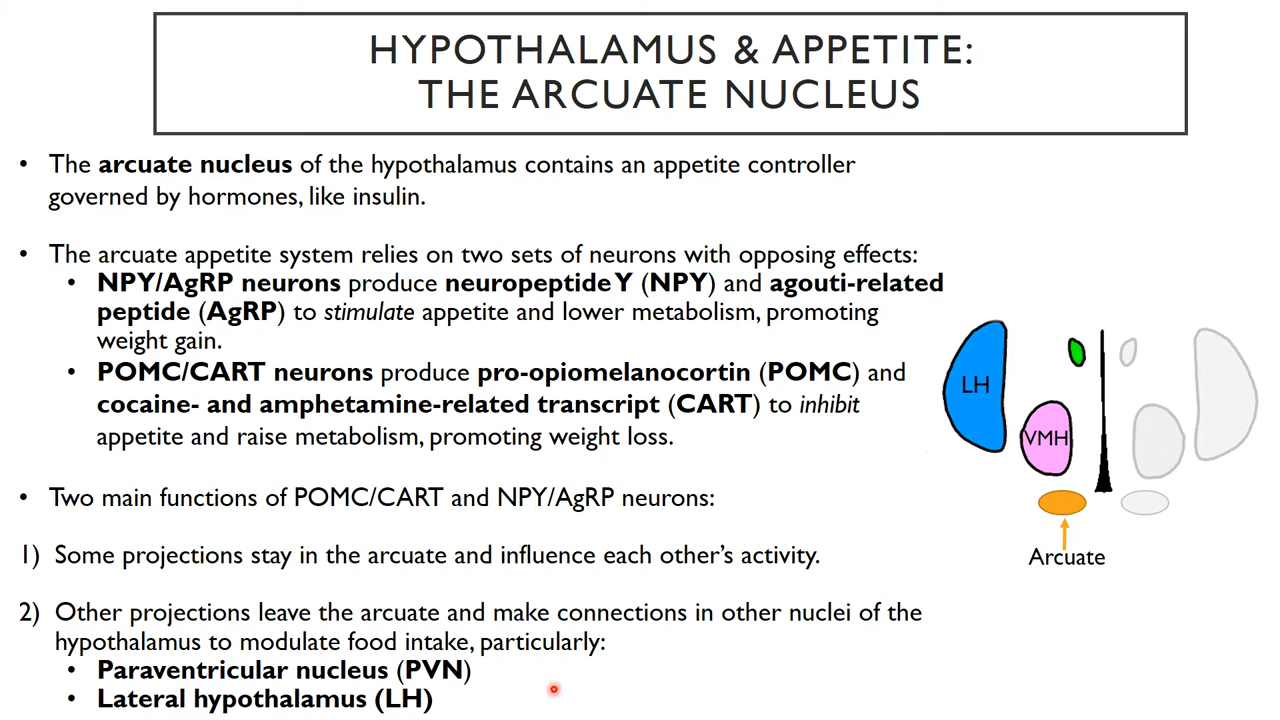 HYPOTHALAMUS & APPETITE:
THE ARCUATE NUCLEUS
• The arcuate nucleus of the hypothalamus contains an appetite controller
governed by hormones, like insulin.
• The arcuate appetite system relies on two sets of neurons with opposing effects:
• NPY/AgRP neurons produce neuropeptide Y (NPY) and agouti-related
peptide (AgRP) to stimulate appetite and lower metabolism, promoting
weight gain.
• POMC/CART neurons produce pro-opiomelanocortin (POMC) and
cocaine- and amphetamine-related transcript (CART) to inhibit
appetite and raise metabolism, promoting weight loss.
• Two main functions of POMC/CART and NPY/AgRP neurons:
1) Some projections stay in the arcuate and influence each other's activity.
2) Other projections leave the arcuate and make connections in other nuclei of the
hypothalamus to modulate food intake, particularly:
• Paraventricular nucleus (PVN)
• Lateral hypothalamus (LH)
LH
VMH
Arcuate